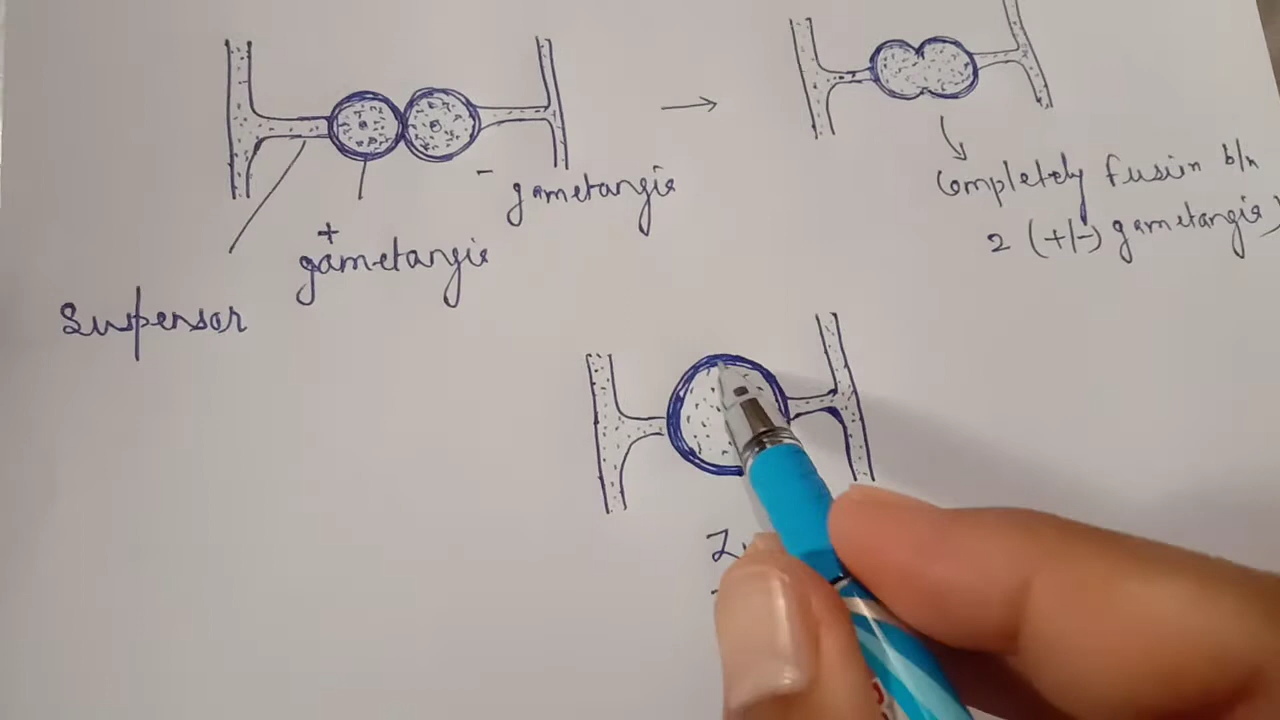 - gametangia
+
gametangia
Suspensor
Completely fusion b/n
2 (+/-) gametangia)